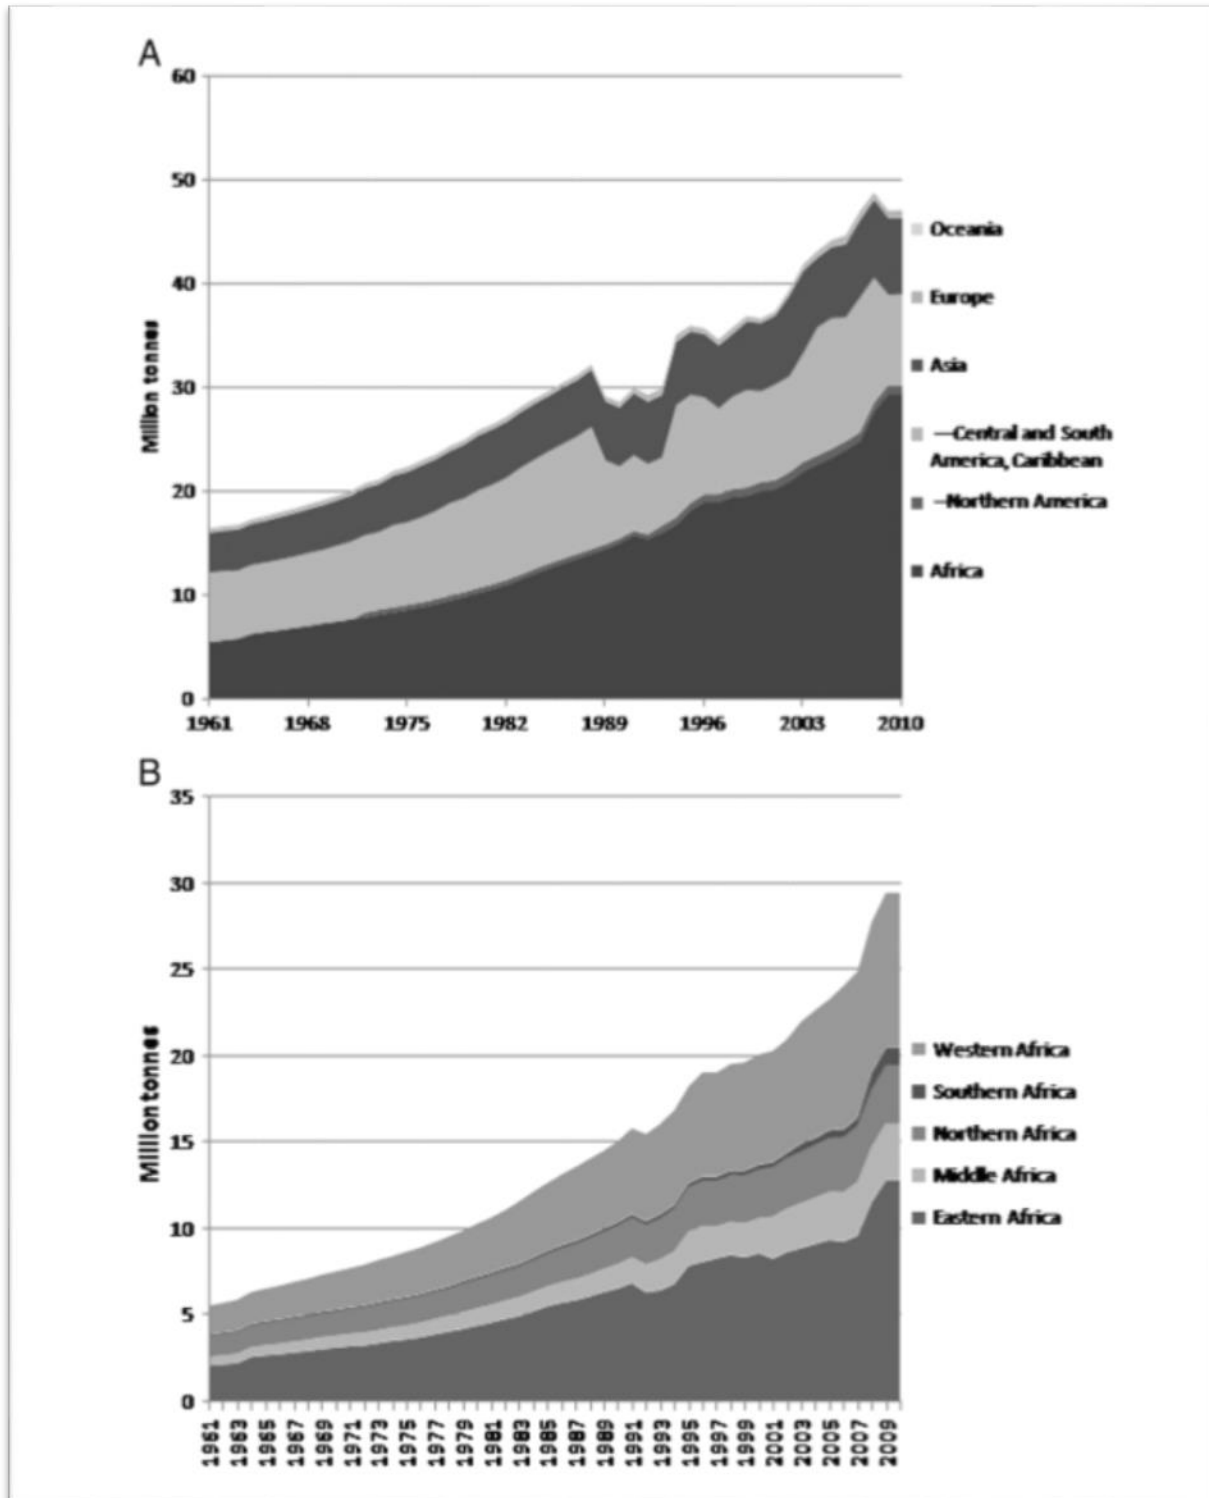 A
60
50
40
30
20
10
0
Million tonnes
1961 1968 1975 1982 1989 1996 2003 2010
Oceania
Europe
Asia
—Central and South
America, Caribbean
–Northern America
Africa
B
35
30
25
20
15
10
5
0
Million tonnes
1961 1963 1965 1967 1969 1971 1973 1975 1977 1979 1981 1983 1985 1987 1989 1991 1993 1995 1997 1999 2001 2003 2005 2007 2009
Western Africa
Southern Africa
Northern Africa
Middle Africa
Eastern Africa